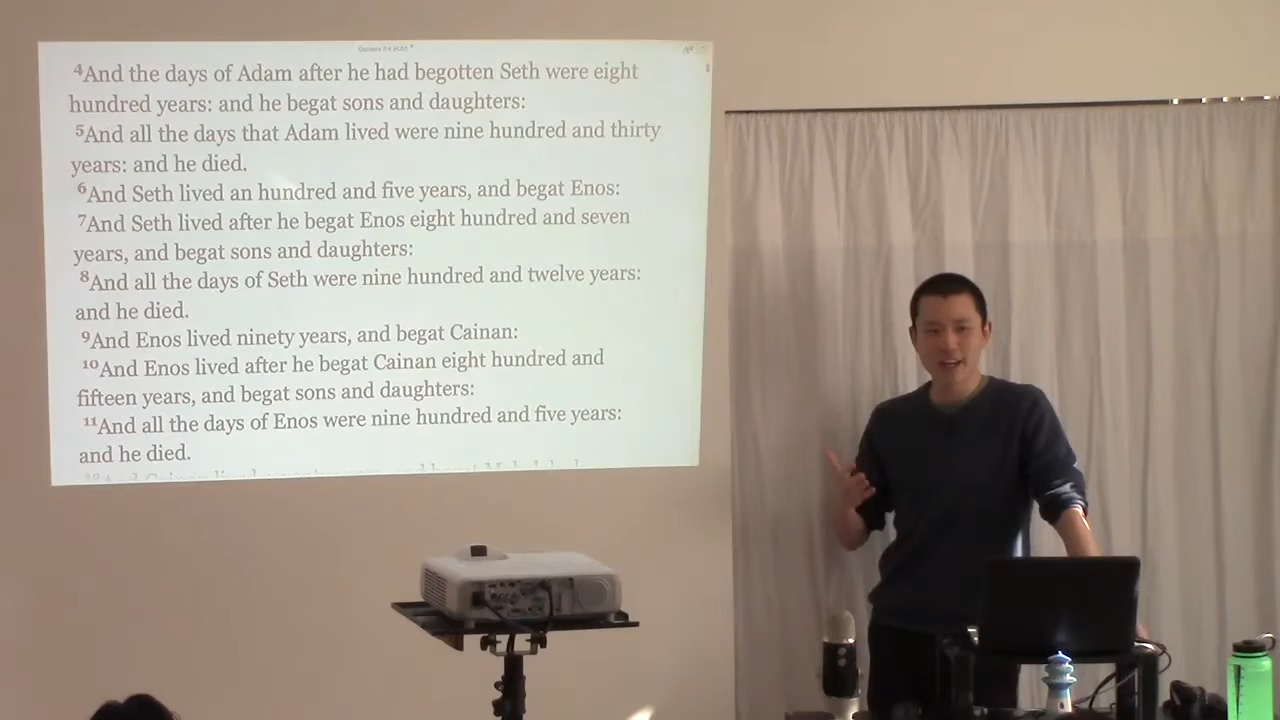 ⁴And the days of Adam after he had begotten Seth were eight
hundred years: and he begat sons and daughters:
⁵And all the days that Adam lived were nine hundred and thirty
years: and he died.
⁶And Seth lived an hundred and five years, and begat Enos:
⁷And Seth lived after he begat Enos eight hundred and seven
years, and begat sons and daughters:
⁸And all the days of Seth were nine hundred and twelve years:
and he died.
⁹And Enos lived ninety years, and begat Cainan:
¹⁰And Enos lived after he begat Cainan eight hundred and
fifteen years, and begat sons and daughters:
¹¹And all the days of Enos were nine hundred and five years:
and he died.